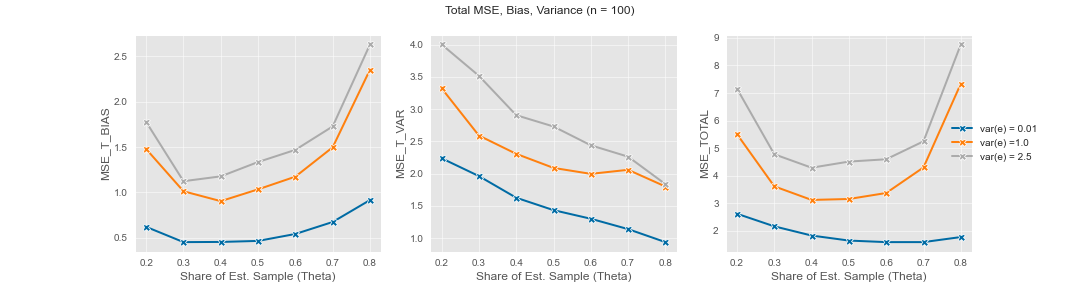 Total MSE, Bias, Variance (n = 100)
MSE_T_BIAS
2.5
2.0
1.5
1.0
0.5
0.2 0.3 0.4 0.5 0.6 0.7 0.8
Share of Est. Sample (Theta)
MSE_T_VAR
4.0
3.5
3.0
2.5
2.0
1.5
1.0
0.2 0.3 0.4 0.5 0.6 0.7 0.8
Share of Est. Sample (Theta)
MSE_TOTAL
9
8
7
6
5
4
3
2
0.2 0.3 0.4 0.5 0.6 0.7 0.8
Share of Est. Sample (Theta)
var(e) = 0.01
var(e) =1.0
var(e) = 2.5